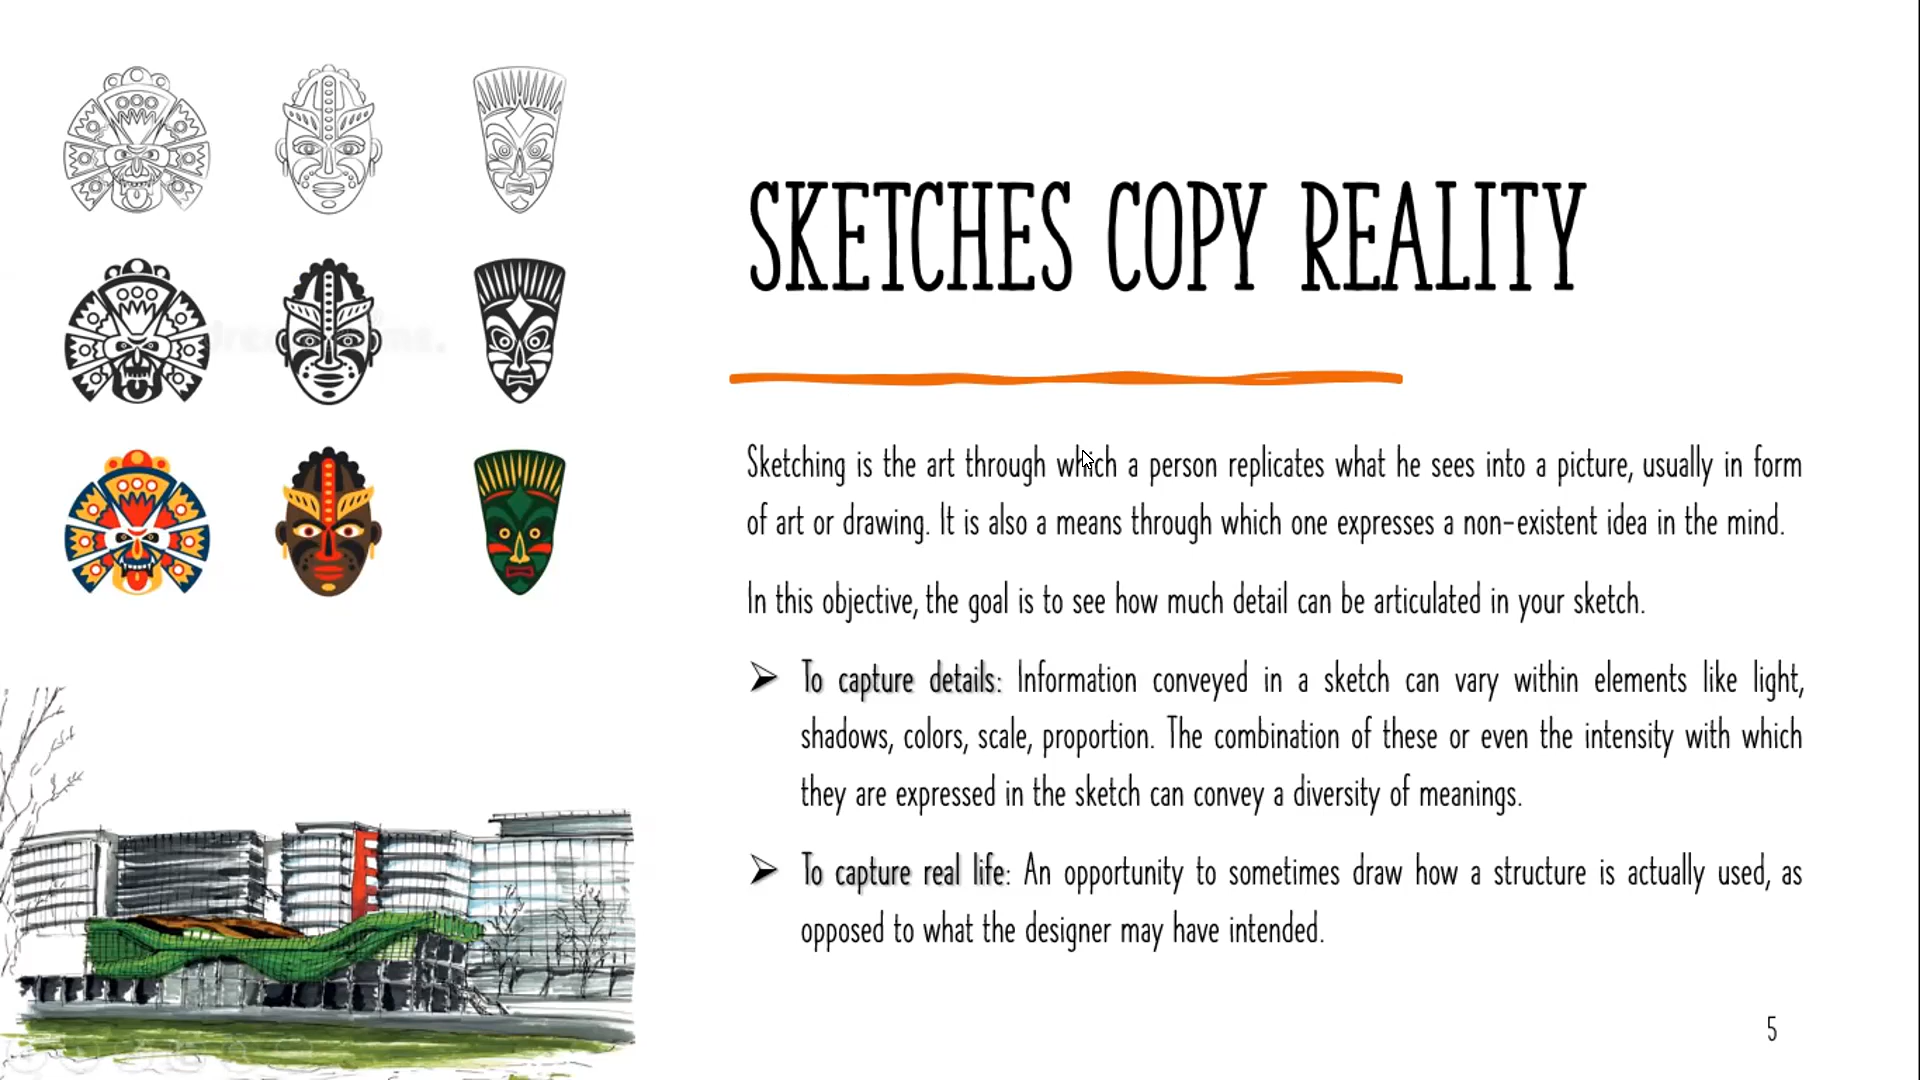 SKETCHES COPY REALITY
Sketching is the art through which a person replicates what he sees into a picture, usually in form
of art or drawing. It is also a means through which one expresses a non-existent idea in the mind.
In this objective, the goal is to see how much detail can be articulated in your sketch.
➢ To capture details: Information conveyed in a sketch can vary within elements like light,
shadows, colors, scale, proportion. The combination of these or even the intensity with which
they are expressed in the sketch can convey a diversity of meanings.
➢ To capture real life: An opportunity to sometimes draw how a structure is actually used, as
opposed to what the designer may have intended.
5